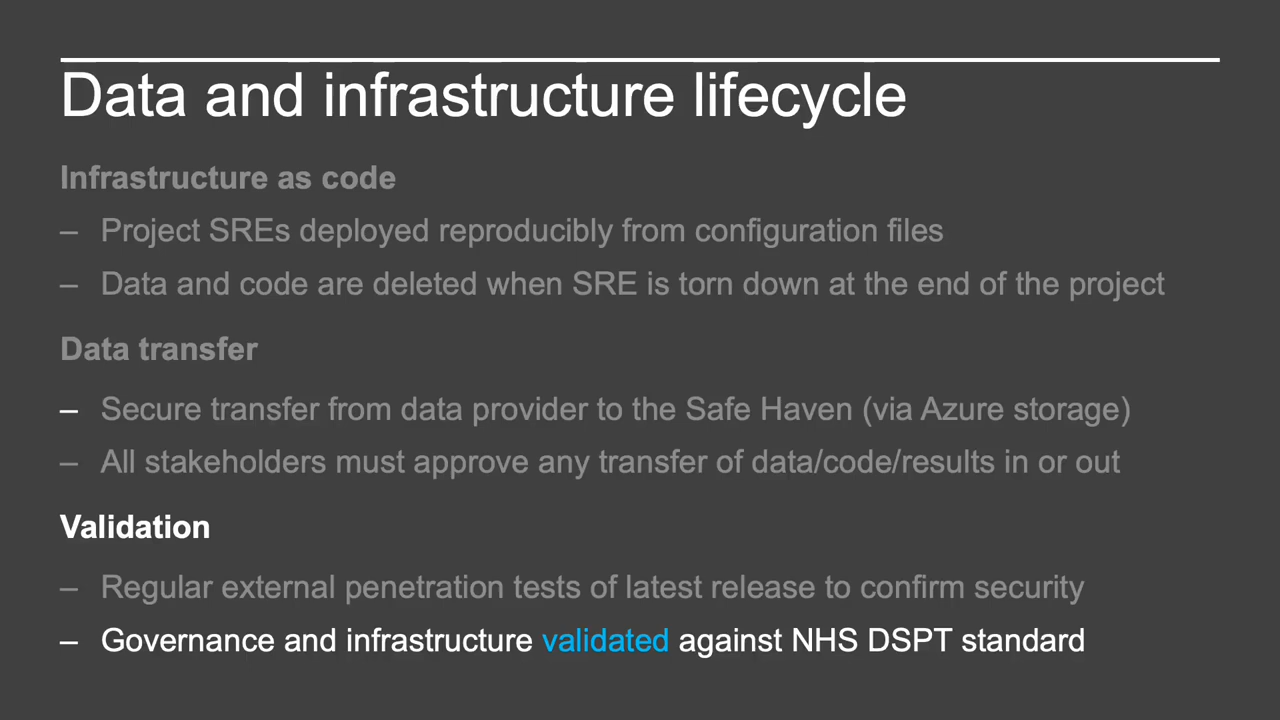 Data and infrastructure lifecycle
Infrastructure as code
– Project SREs deployed reproducibly from configuration files
– Data and code are deleted when SRE is torn down at the end of the project
Data transfer
– Secure transfer from data provider to the Safe Haven (via Azure storage)
– All stakeholders must approve any transfer of data/code/results in or out
Validation
– Regular external penetration tests of latest release to confirm security
– Governance and infrastructure validated against NHS DSPT standard